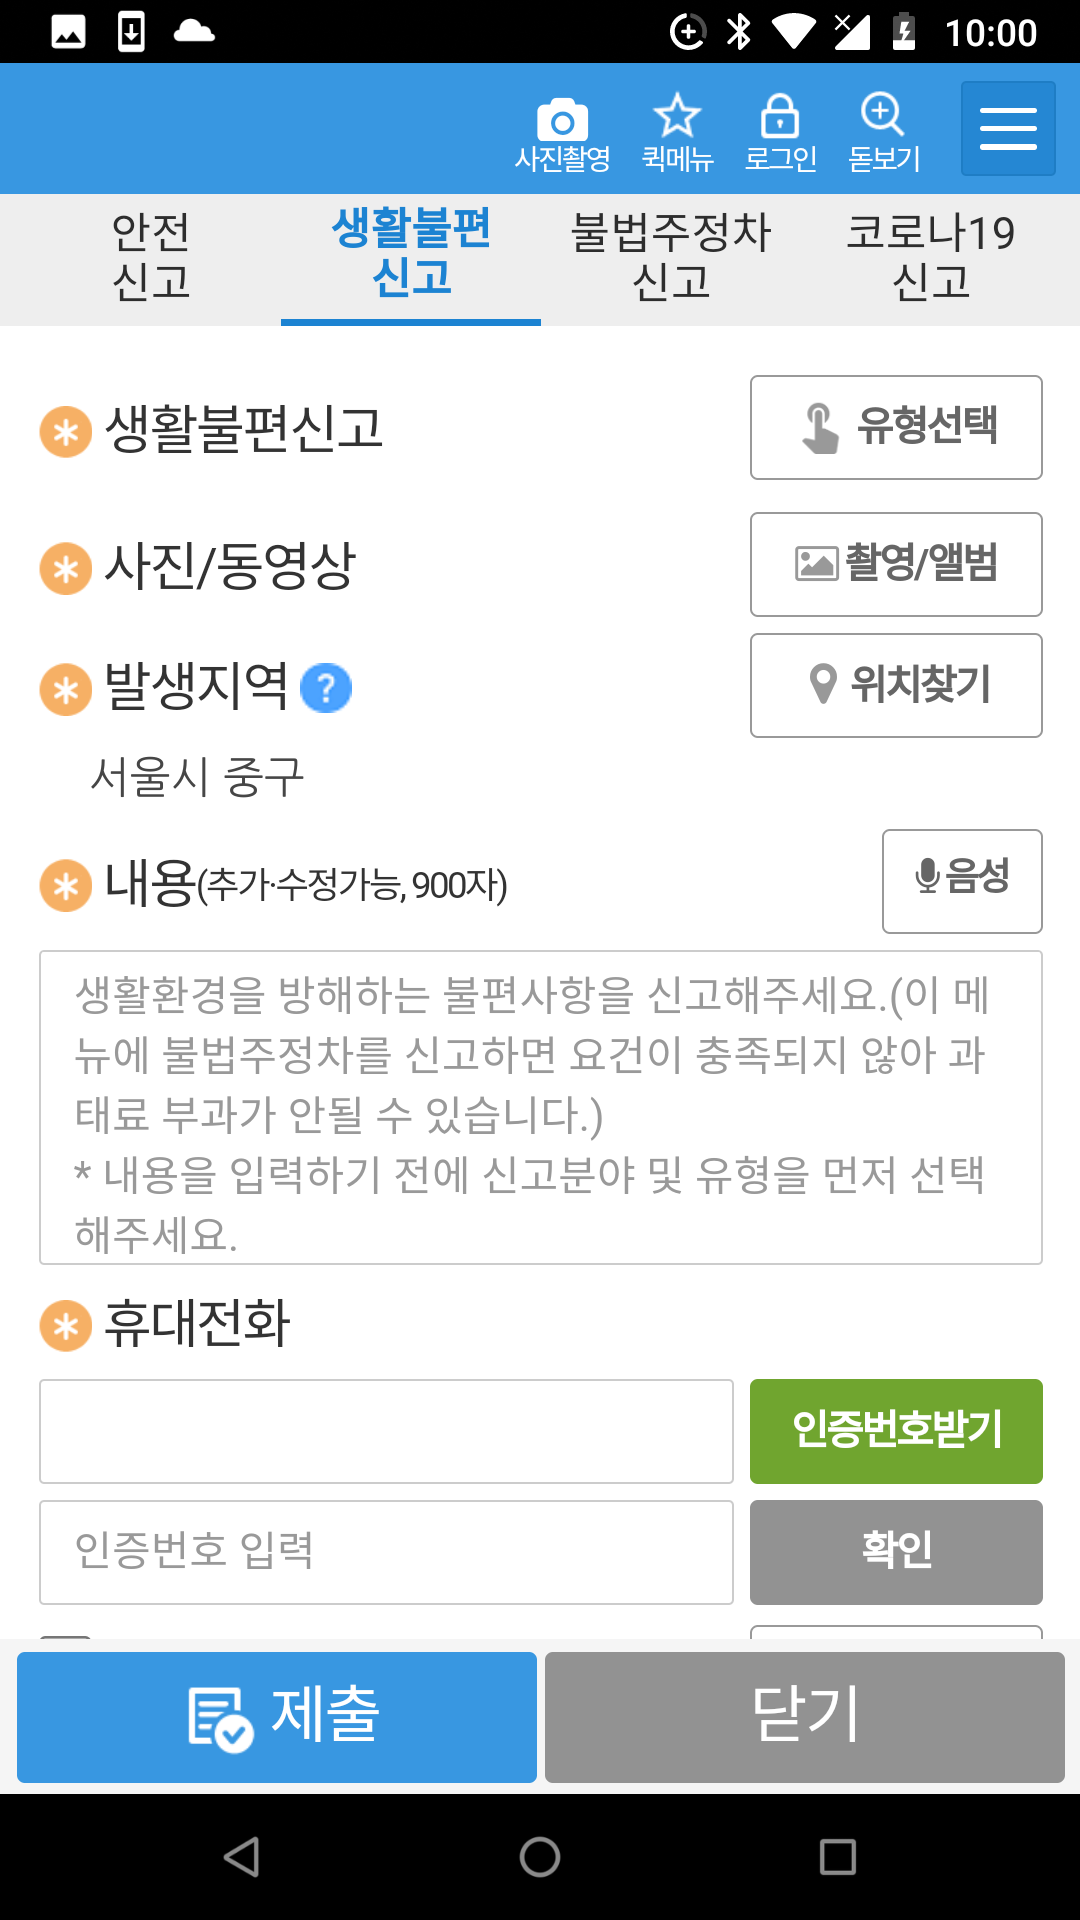 10:00
사진촬영 퀵메뉴 로그인 돋보기
안전
신고
생활불편
신고
불법주정차
신고
코로나19
신고
생활불편신고 유형선택
사진/동영상 촬영/앨범
발생지역 ? 위치찾기
서울시 중구
내용(추가·수정가능, 900자) 음성
생활환경을 방해하는 불편사항을 신고해주세요.(이 메
뉴에 불법주정차를 신고하면 요건이 충족되지 않아 과
태료 부과가 안될 수 있습니다.)
* 내용을 입력하기 전에 신고분야 및 유형을 먼저 선택
해주세요.
휴대전화
인증번호받기
인증번호 입력 확인
제출 닫기